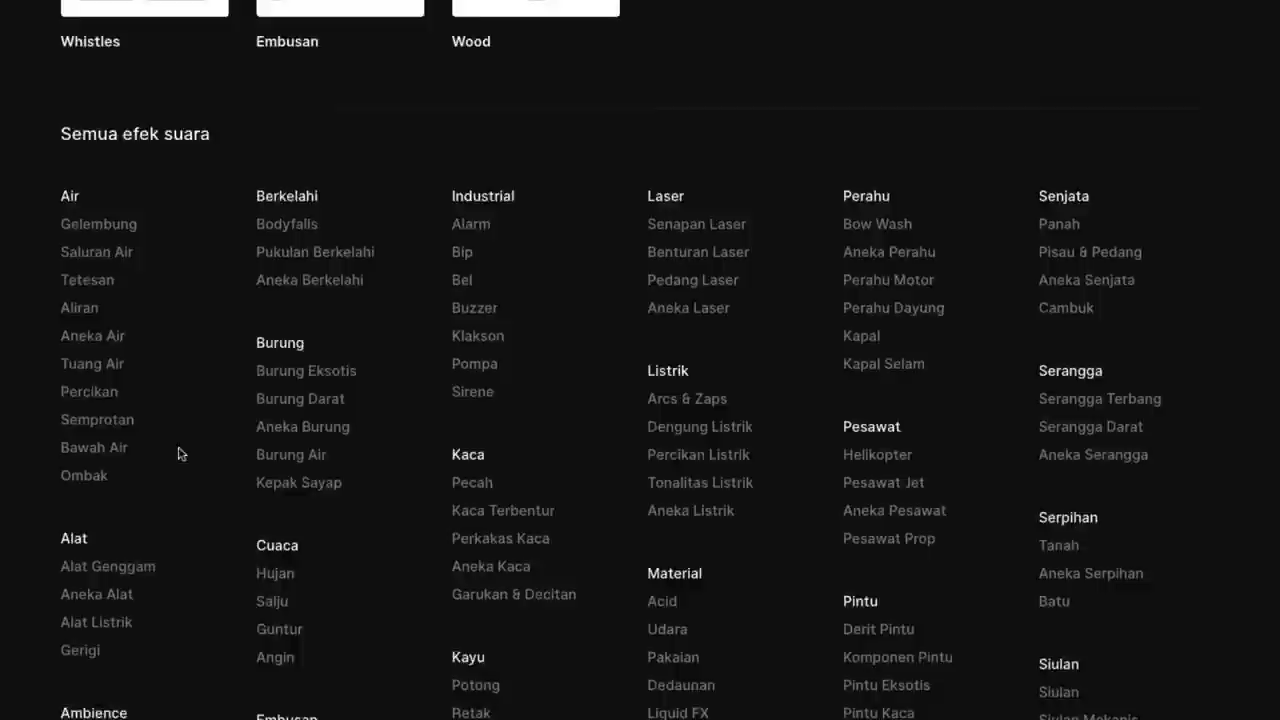 Whistles
Embusan
Wood
Semua efek suara
Air
Gelembung
Saluran Air
Tetesan
Aliran
Aneka Air
Tuang Air
Percikan
Semprotan
Bawah Air
Ombak
Alat
Alat Genggam
Aneka Alat
Alat Listrik
Gerigi
Ambience
Berkelahi
Bodyfalls
Pukulan Berkelahi
Aneka Berkelahi
Burung
Burung Eksotis
Burung Darat
Aneka Burung
Burung Air
Kepak Sayap
Cuaca
Hujan
Salju
Guntur
Angin
Embusan
Industrial
Alarm
Bip
Bel
Buzzer
Klakson
Pompa
Sirene
Kaca
Pecah
Kaca Terbentur
Perkakas Kaca
Aneka Kaca
Garukan & Decitan
Kayu
Potong
Retak
Laser
Senapan Laser
Benturan Laser
Pedang Laser
Aneka Laser
Listrik
Arcs & Zaps
Dengung Listrik
Percikan Listrik
Tonalitas Listrik
Aneka Listrik
Material
Acid
Udara
Pakaian
Dedaunan
Liquid FX
Perahu
Bow Wash
Aneka Perahu
Perahu Motor
Perahu Dayung
Kapal
Kapal Selam
Pesawat
Helikopter
Pesawat Jet
Aneka Pesawat
Pesawat Prop
Pintu
Derit Pintu
Komponen Pintu
Pintu Eksotis
Pintu Kaca
Senjata
Panah
Pisau & Pedang
Aneka Senjata
Cambuk
Serangga
Serangga Terbang
Serangga Darat
Aneka Serangga
Serpihan
Tanah
Aneka Serpihan
Batu
Siulan
Siulan
Siulan Mekanis